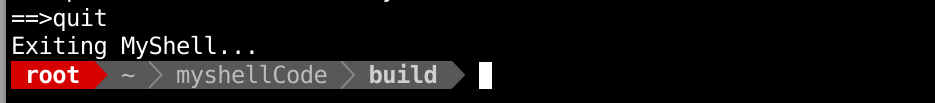 ==>quit
Exiting MyShell...
root ~ myshellCode build